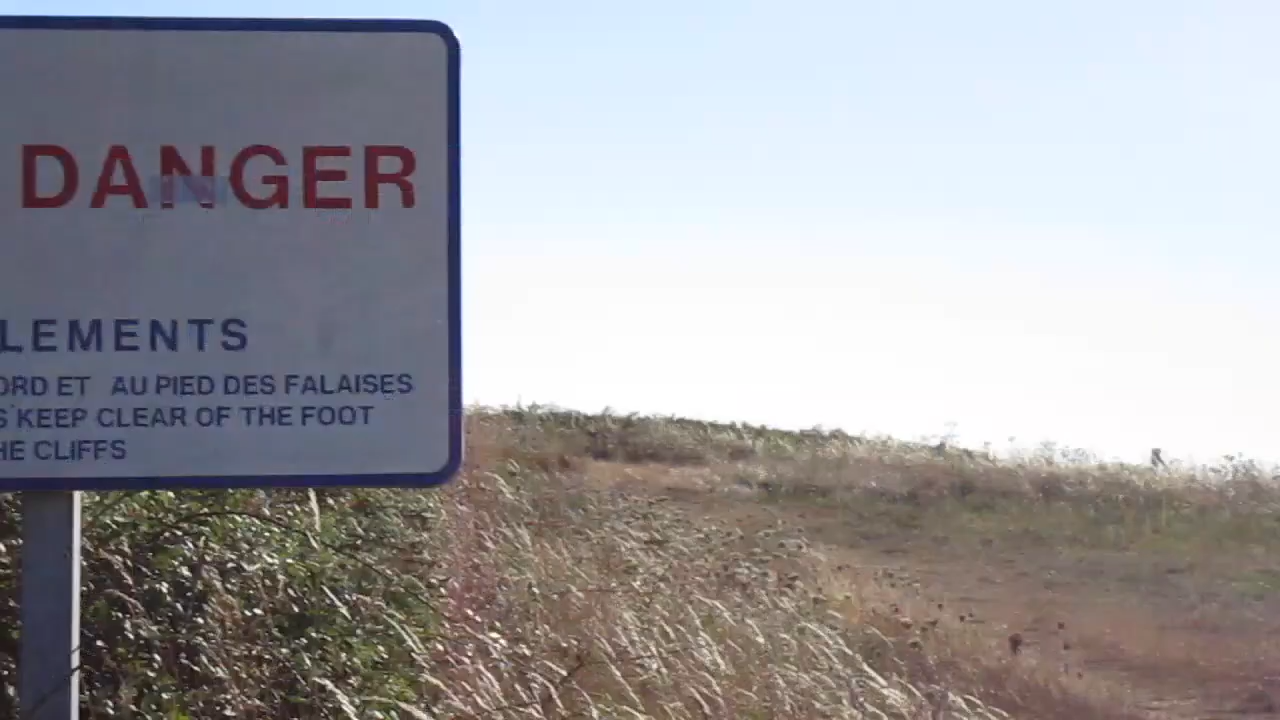 DANGER
LEMENTS
ORD ET AU PIED DES FALAISES
S KEEP CLEAR OF THE FOOT
HE CLIFFS